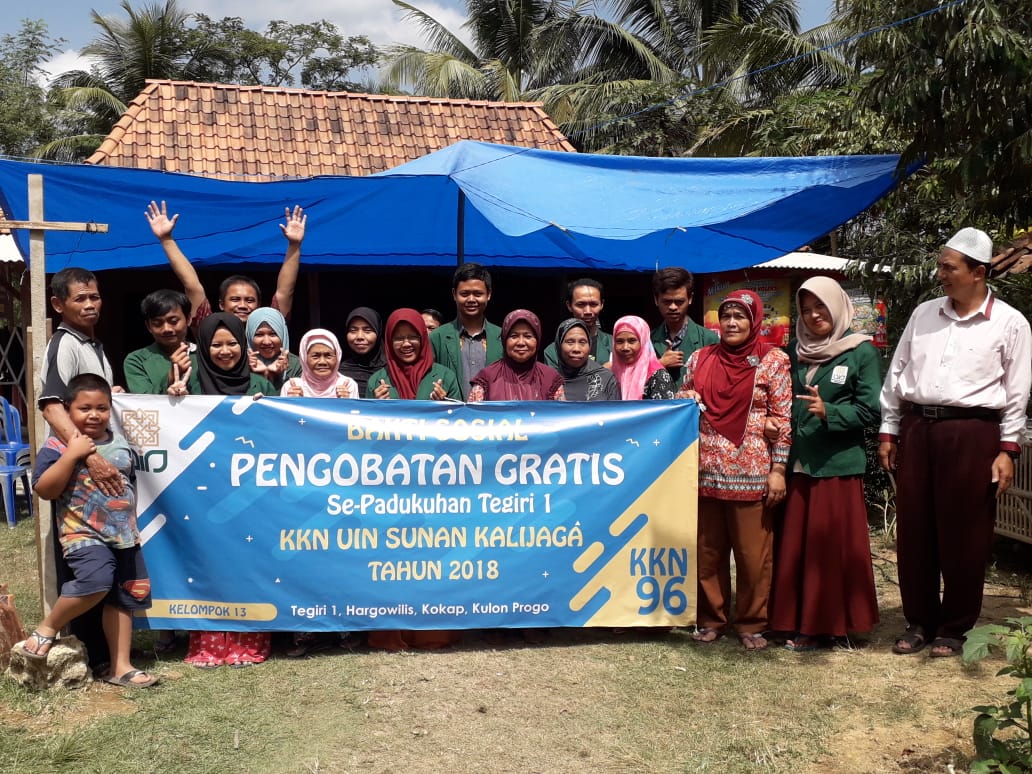 BAKTI SOSIAL
PENGOBATAN GRATIS
Se-Padukuhan Tegiri 1
KKN UIN SUNAN KALIJAGA
TAHUN 2018
KKN
96
KELOMPOK 13
Tegiri 1, Hargowilis, Kokap, Kulon Progo